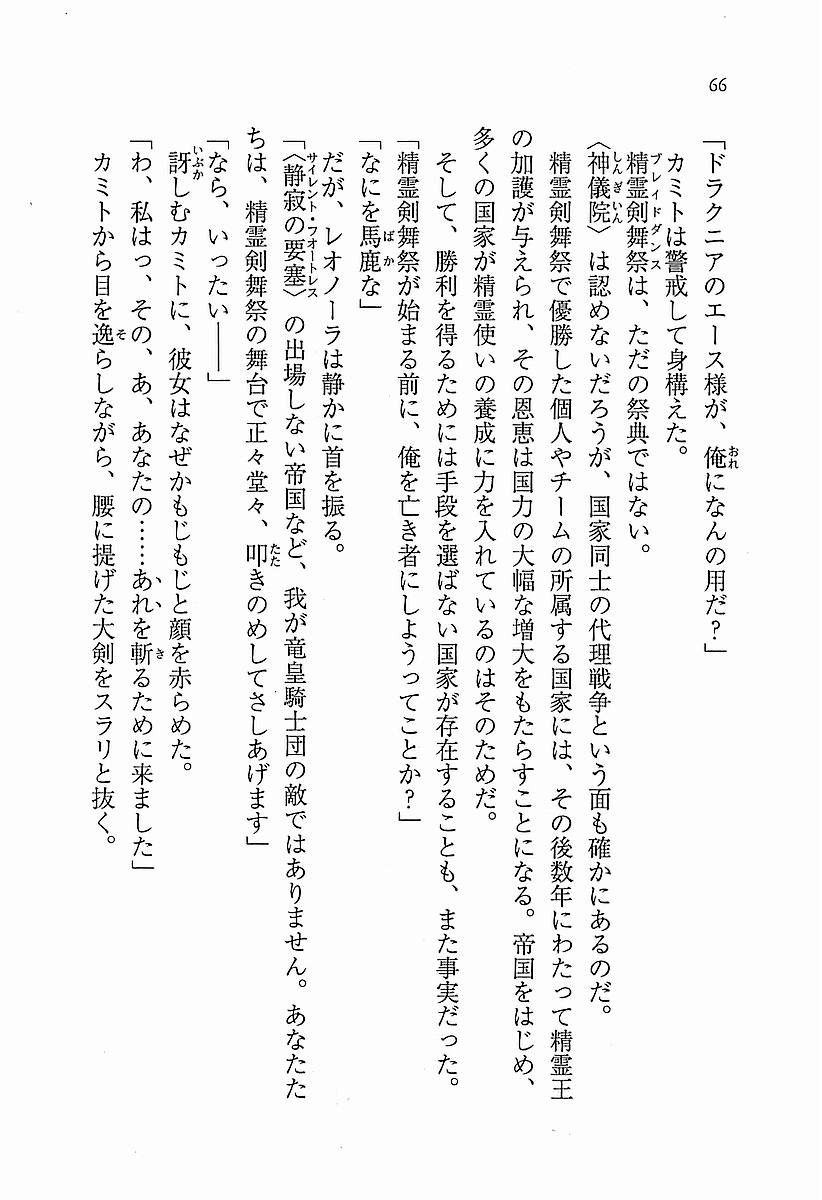 66
「ドラクニアのエース様が、俺になんの用だ？」
カミトは警戒して身構えた。
精霊剣舞祭は、ただの祭典ではない。
〈神儀院〉は認めないだろうが、国家同士の代理戦争という面も確かにあるのだ。
精霊剣舞祭で優勝した個人やチームの所属する国家には、その後数年にわたって精霊王
の加護が与えられ、その恩恵は国力の大幅な増大をもたらすことになる。帝国をはじめ、
多くの国家が精霊使いの養成に力を入れているのはそのためだ。
そして、勝利を得るためには手段を選ばない国家が存在することも、また事実だった。
「精霊剣舞祭が始まる前に、俺を亡き者にしようってことか？」
「なにを馬鹿な」
だが、レオノーラは静かに首を振る。
「〈静寂の要塞〉の出場しない帝国など、我が竜皇騎士団の敵ではありません。あなたた
ちは、精霊剣舞祭の舞台で正々堂々、叩きのめしてさしあげます」
「なら、いったい――」
訝しむカミトに、彼女はなぜかもじもじと顔を赤らめた。
「わ、私はっ、その、あ、あなたの……あれを斬るために来ました」
カミトから目を逸らしながら、腰に提げた大剣をスラリと抜く。